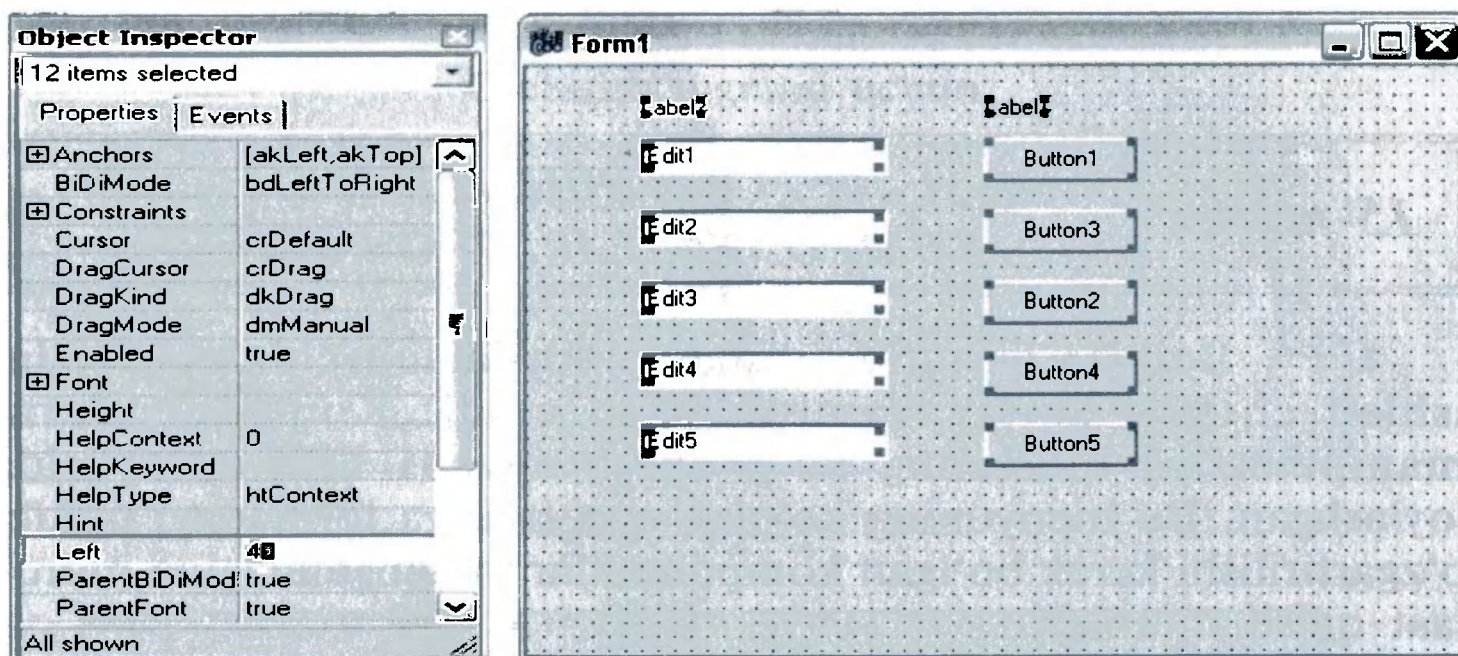 Object Inspector
12 items selected
Properties Events
Anchors [akLeft,akTop]
BiDiMode bdLeftToRight
Constraints
Cursor crDefault
DragCursor crDrag
DragKind dkDrag
DragMode dmManual
Enabled true
Font
Height
HelpContext 0
HelpKeyword
HelpType htContext
Hint
Left
ParentBiDiMod true
ParentFont true
All shown
Form1
Label2
Edit1 Button1
Edit2 Button3
Edit3 Button2
Edit4 Button4
Edit5 Button5